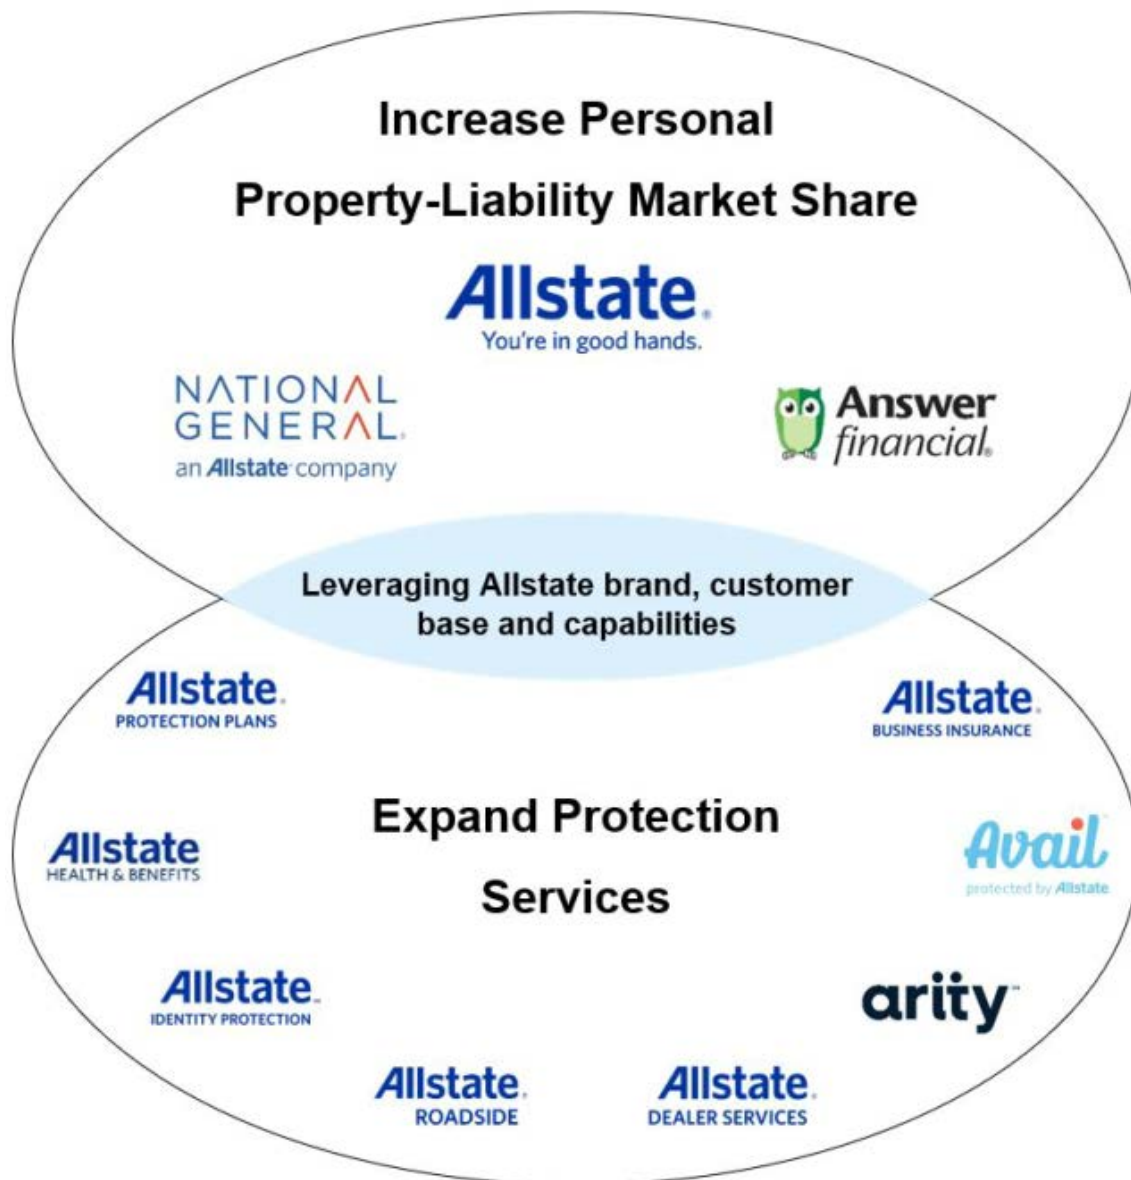 Increase Personal
Property-Liability Market Share
Allstate®
You're in good hands.
NATIONAL
GENERAL®
an Allstate company
Answer
financial®
Leveraging Allstate brand, customer
base and capabilities
Allstate®
PROTECTION PLANS
Allstate®
BUSINESS INSURANCE
Expand Protection
Services
Allstate
HEALTH & BENEFITS
Avail
protected by Allstate
Allstate™
IDENTITY PROTECTION
arity™
Allstate®
ROADSIDE
Allstate®
DEALER SERVICES